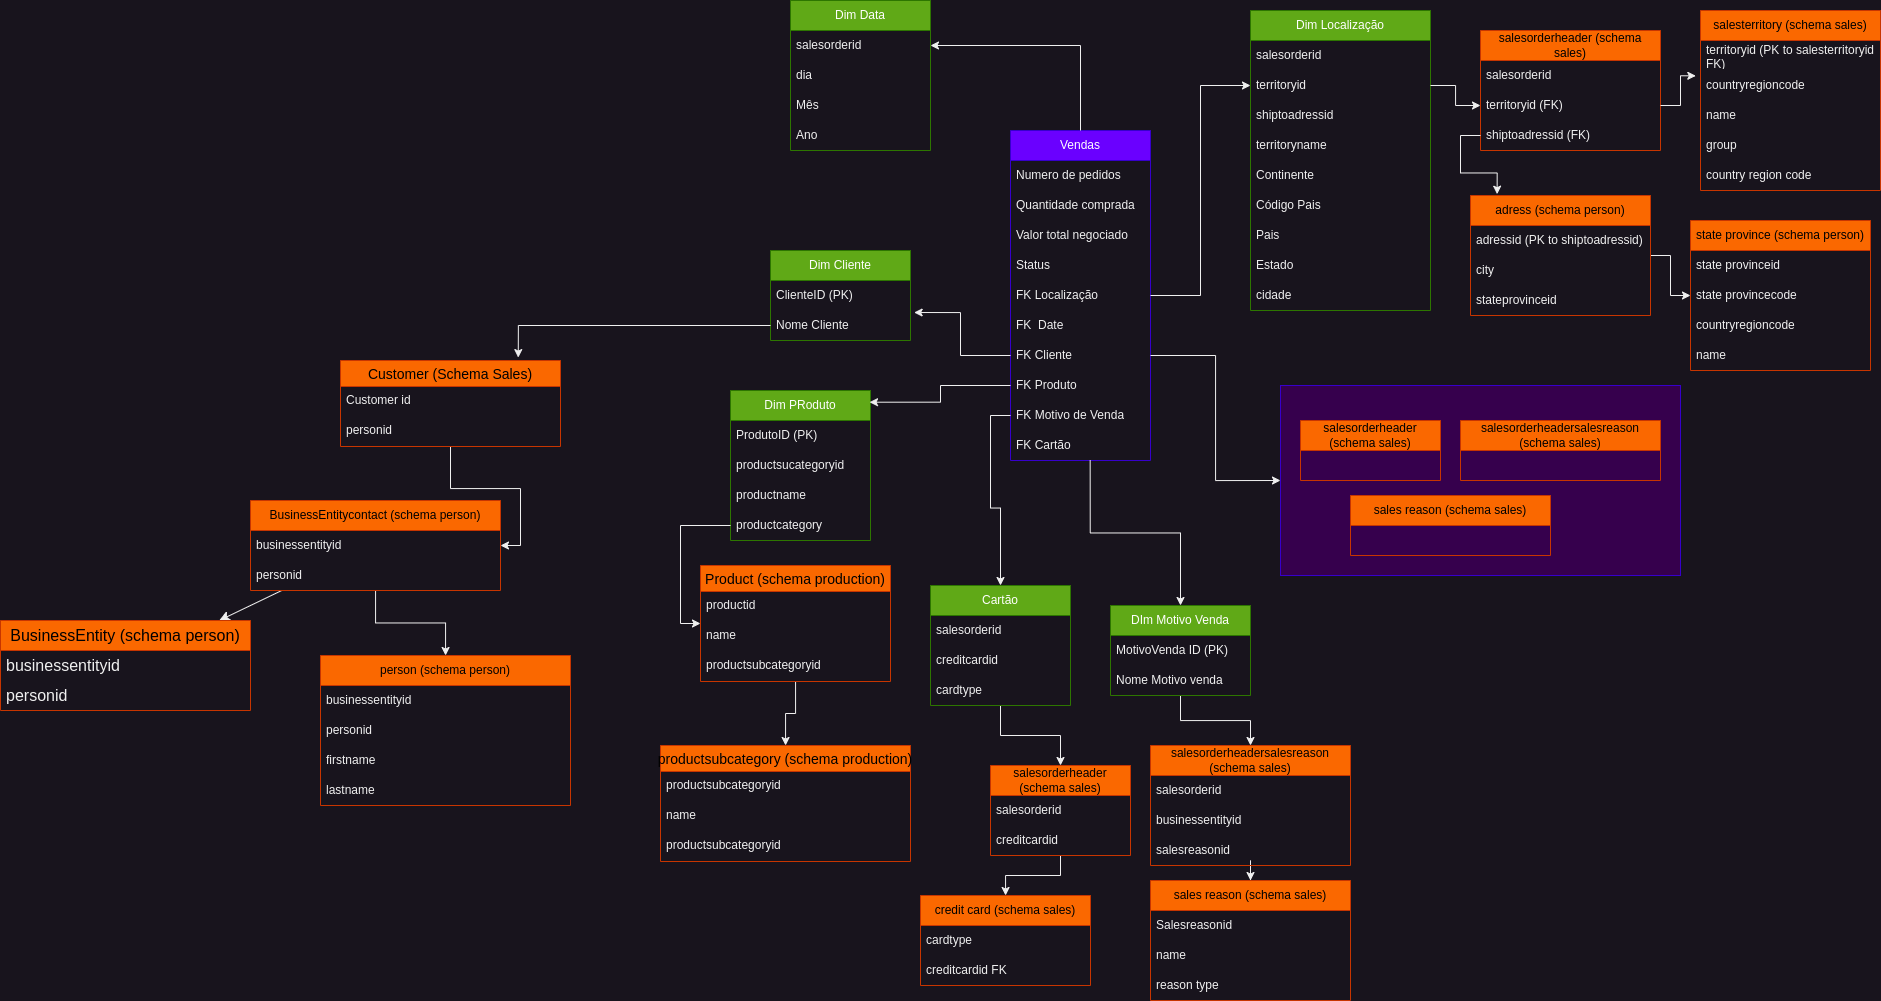 Dim Data
salesorderid
dia
Mês
Ano
Dim Localização
salesorderid
territoryid
shiptoadressid
territoryname
Continente
Código Pais
Pais
Estado
cidade
salesorderheader (schema
sales)
salesorderid
territoryid (FK)
shiptoadressid (FK)
salesterritory (schema sales)
territoryid (PK to salesterritoryid
FK)
countryregioncode
name
group
country region code
Vendas
Numero de pedidos
Quantidade comprada
Valor total negociado
Status
FK Localização
FK  Date
FK Cliente
FK Produto
FK Motivo de Venda
FK Cartão
adress (schema person)
adressid (PK to shiptoadressid)
city
stateprovinceid
state province (schema person)
state provinceid
state provincecode
countryregioncode
name
Dim Cliente
ClienteID (PK)
Nome Cliente
Customer (Schema Sales)
Customer id
personid
Dim PRoduto
ProdutoID (PK)
productsucategoryid
productname
productcategory
salesorderheader
(schema sales)
salesorderheadersalesreason
(schema sales)
sales reason (schema sales)
BusinessEntitycontact (schema person)
businessentityid
personid
BusinessEntity (schema person)
businessentityid
personid
person (schema person)
businessentityid
personid
firstname
lastname
Product (schema production)
productid
name
productsubcategoryid
productsubcategory (schema production)
productsubcategoryid
name
productsubcategoryid
Cartão
salesorderid
creditcardid
cardtype
DIm Motivo Venda
MotivoVenda ID (PK)
Nome Motivo venda
salesorderheader
(schema sales)
salesorderid
creditcardid
salesorderheadersalesreason
(schema sales)
salesorderid
businessentityid
salesreasonid
credit card (schema sales)
cardtype
creditcardid FK
sales reason (schema sales)
Salesreasonid
name
reason type